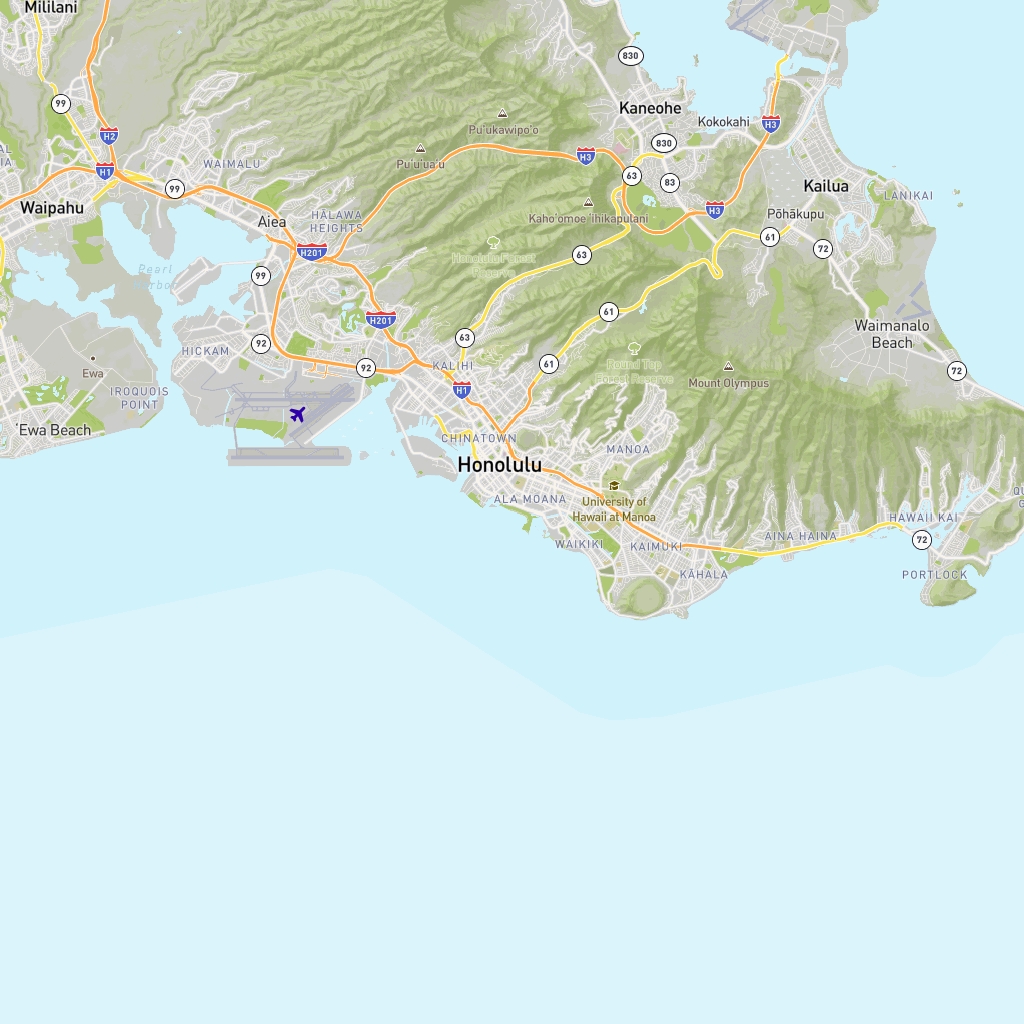 Mililani
830
99
Kaneohe
Pu'ukawipo'o
Kokokahi
H3
H2
830
Pu'u'ua'u
WAIMALU
H3
H1
63
83
99
Kailua
LANIKAI
Waipahu
Kaho'omoe'ihikapulani
H3
Pōhākupu
Aiea
HĀLAWA
HEIGHTS
61
72
H201
63
Honolulu Forest
Reserve
Pearl
Harbor
99
61
H201
Waimanalo
Beach
63
92
HICKAM
Ewa
KALIHI
92
61
Round Top
Forest Reserve
Mount Olympus
72
H1
IROQUOIS
POINT
'Ewa Beach
CHINATOWN
MANOA
Honolulu
ALA MOANA
University of
Hawaii at Manoa
HAWAII KAI
WAIKIKI
KAIMUKI
AINA HAINA
72
KĀHALA
PORTLOCK